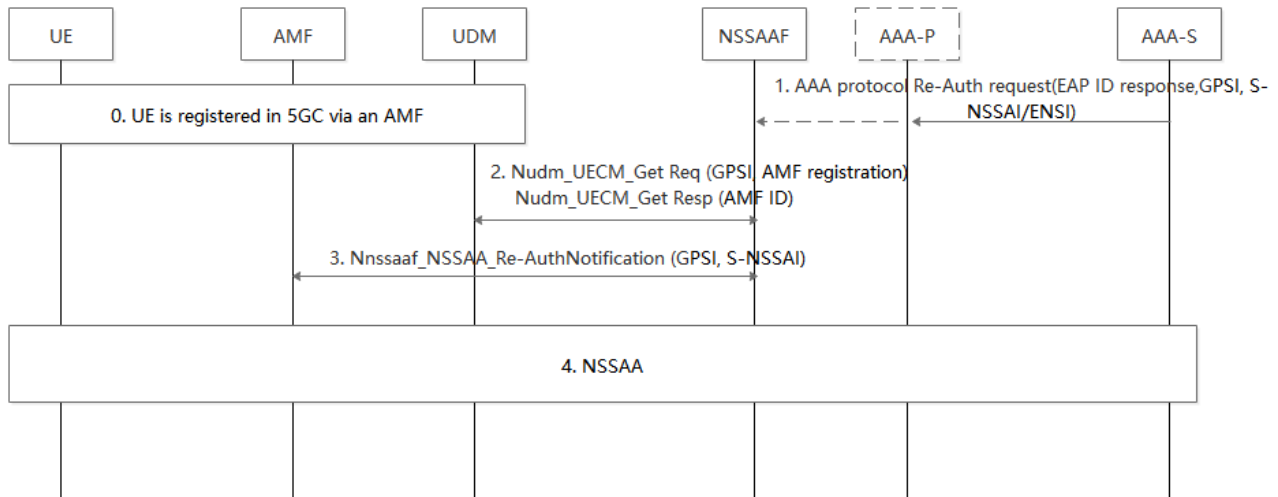 UE
AMF
UDM
NSSAAF
AAA-P
AAA-S
1. AAA protocol Re-Auth request(EAP ID response,GPSI, S-
NSSAI/ENSI)
0. UE is registered in 5GC via an AMF
2. Nudm_UECM_Get Req (GPSI, AMF registration)
Nudm_UECM_Get Resp (AMF ID)
3. Nnssaaf_NSSAA_Re-AuthNotification (GPSI, S-NSSAI)
4. NSSAA